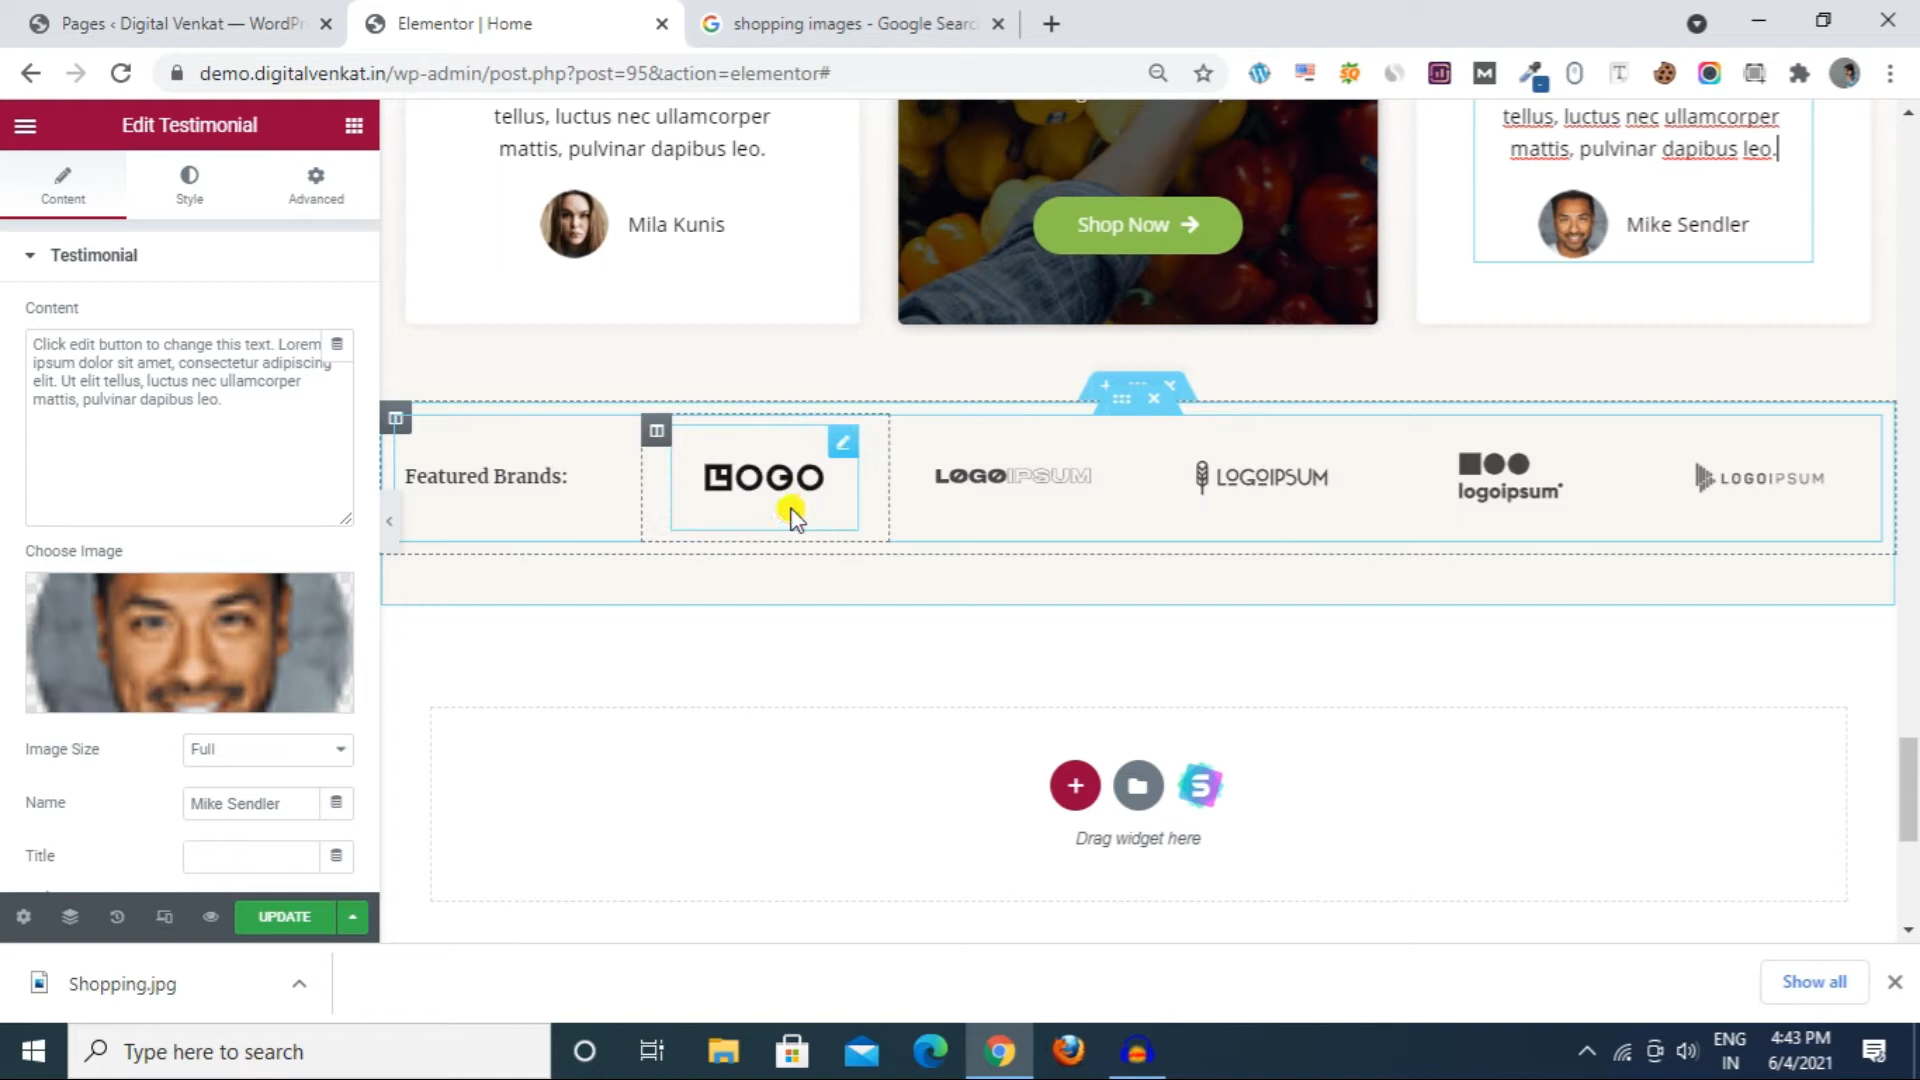 Pages ‹ Digital Venkat — WordPr
Elementor | Home
shopping images - Google Searc
demo.digitalvenkat.in/wp-admin/post.php?post=95&action=elementor#
Edit Testimonial
Content
Style
Advanced
Testimonial
Content
Click edit button to change this text. Lorem
ipsum dolor sit amet, consectetur adipiscing
elit. Ut elit tellus, luctus nec ullamcorper
mattis, pulvinar dapibus leo.
Choose Image
Image Size
Full
Name
Mike Sendler
Title
UPDATE
tellus, luctus nec ullamcorper
mattis, pulvinar dapibus leo.
Mila Kunis
Shop Now
tellus, luctus nec ullamcorper
mattis, pulvinar dapibus leo.
Mike Sendler
Featured Brands:
LOGO
LOGOIPSUM
LOGOIPSUM
logoipsum
LOGOIPSUM
Drag widget here
Shopping.jpg
Show all
Type here to search
ENG
IN
4:43 PM
6/4/2021